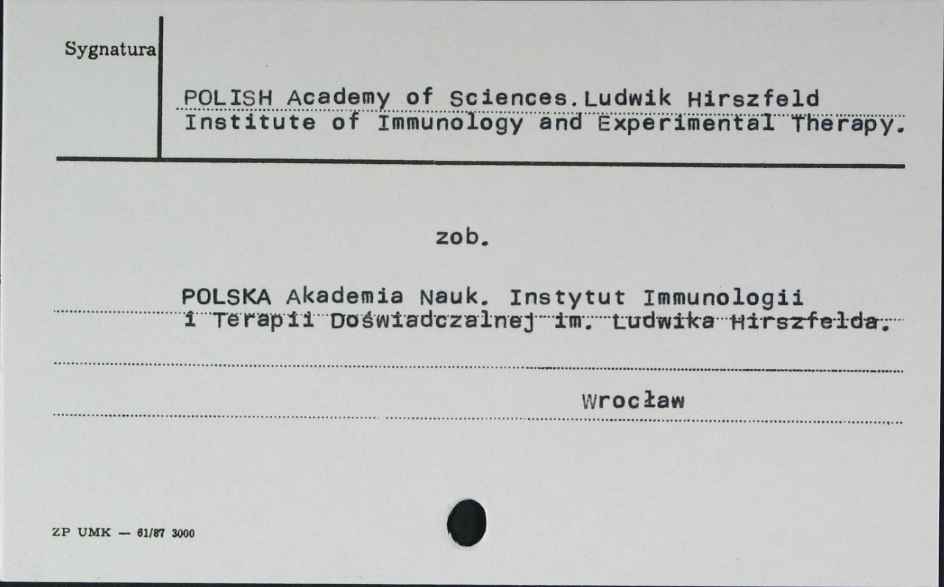 Sygnatura
POLISH Academy of Sciences. Ludwik Hirszfeld
Institute of Immunology and Experimental Therapy.
zob.
POLSKA Akademia Nauk. Instytut Immunologii
i Terapii Doświadczalnej im. Ludwika Hirszfelda.
Wrocław
ZP UMK — 61/87 3000